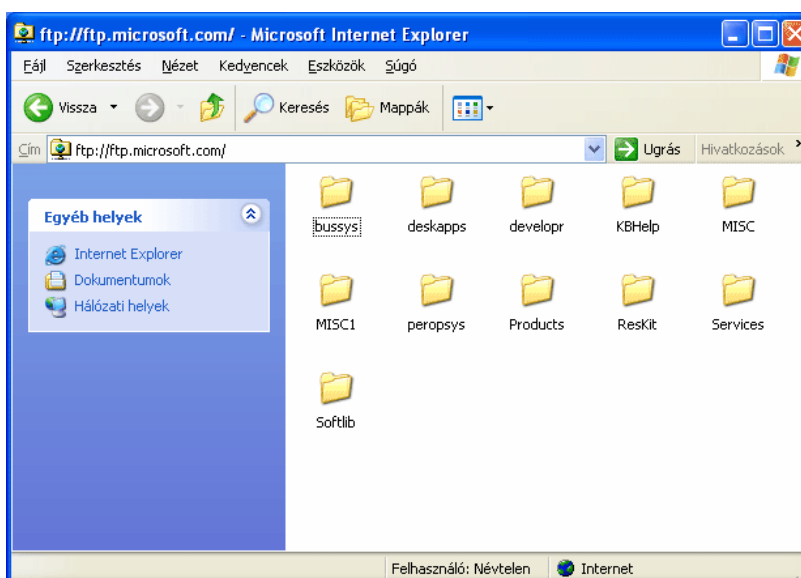 ftp://ftp.microsoft.com/ - Microsoft Internet Explorer
Fájl Szerkesztés Nézet Kedvencek Eszközök Súgó
Vissza Keresés Mappák
Cím ftp://ftp.microsoft.com/ Ugrás Hivatkozások »
Egyéb helyek
Internet Explorer
Dokumentumok
Hálózati helyek
bussys deskapps developr KBHelp MISC
MISC1 peropsys Products ResKit Services
Softlib
Felhasználó: Névtelen Internet